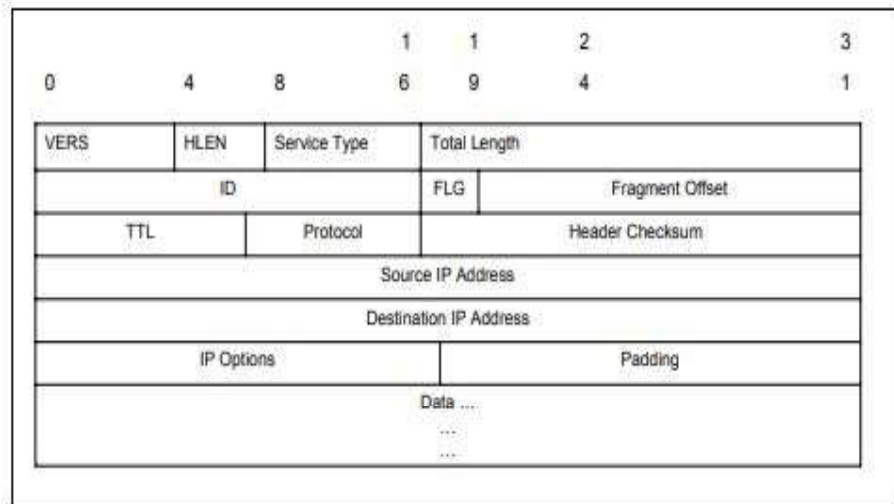 1 1 2 3
0 4 8 6 9 4 1
VERS HLEN Service Type Total Length
ID FLG Fragment Offset
TTL Protocol Header Checksum
Source IP Address
Destination IP Address
IP Options Padding
Data ...
...
...